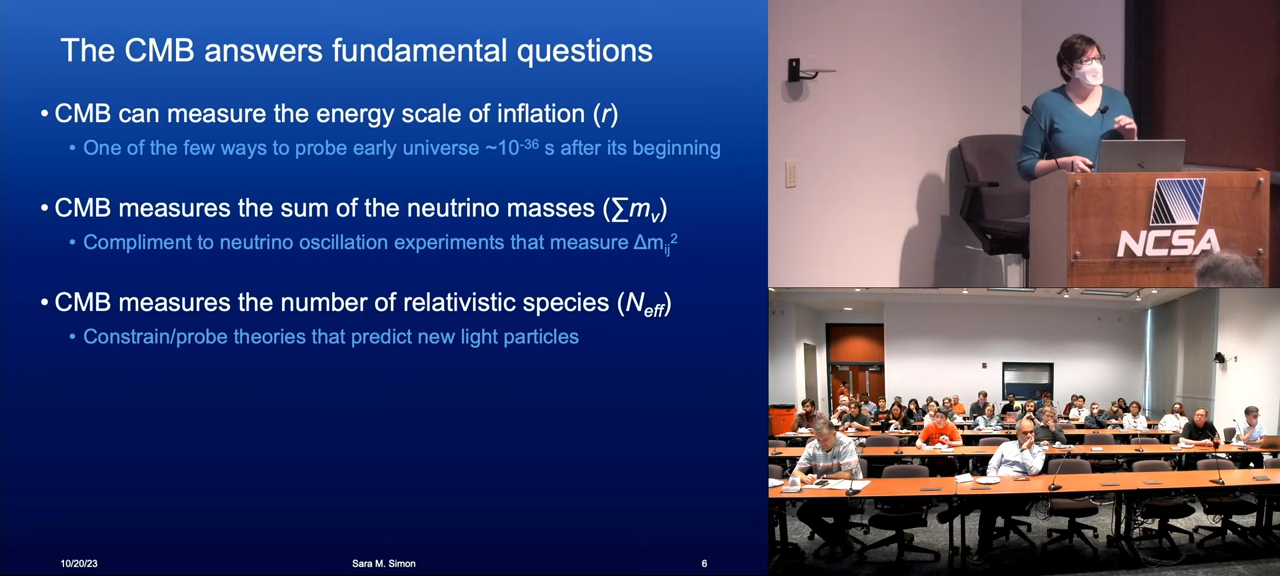 The CMB answers fundamental questions
• CMB can measure the energy scale of inflation (r)
• One of the few ways to probe early universe ~10⁻³⁶ s after its beginning
• CMB measures the sum of the neutrino masses (∑mᵥ)
• Compliment to neutrino oscillation experiments that measure Δmᵢⱼ²
• CMB measures the number of relativistic species (Neff)
• Constrain/probe theories that predict new light particles
10/20/23
Sara M. Simon
6
NCSA